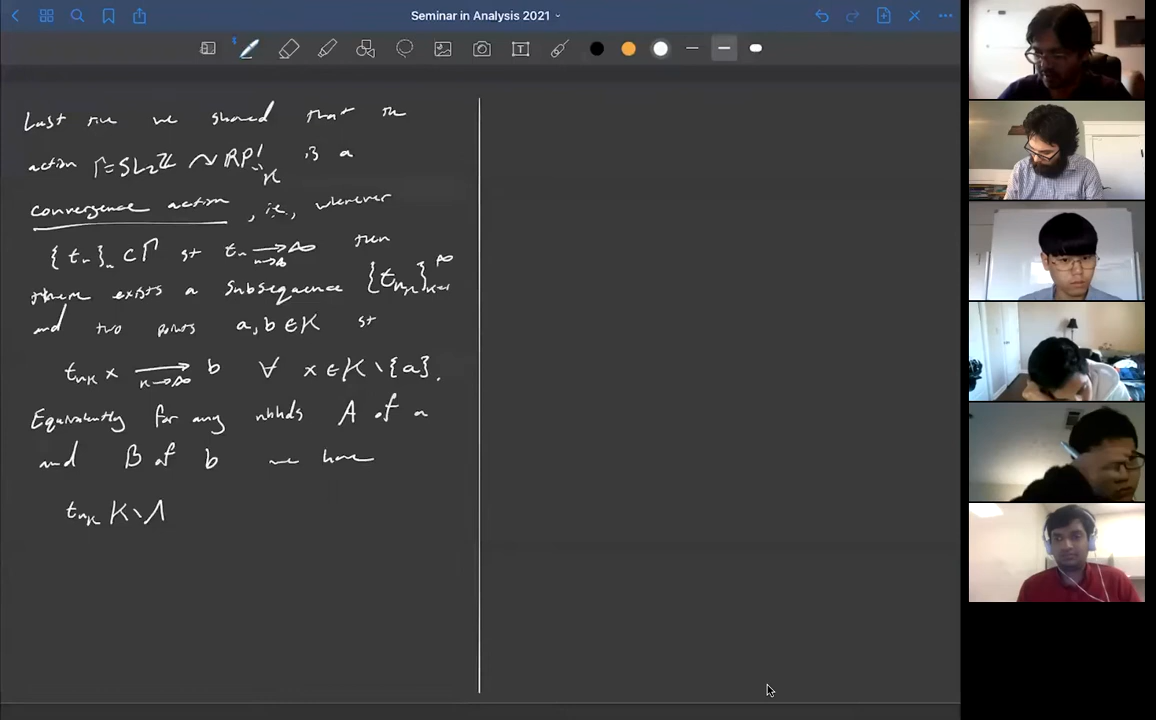 Seminar in Analysis 2021
Last time we showed that the
action Γ=SL₂ℤ ↷ RP¹ is a
K
convergence action, i.e., whenever
{tₙ}ₙ ⊂ Γ st tₙ ⟶ ∞ then
n→∞
there exists a subsequence {tₙₖ}ₖ₌₁^∞
and two points a, b ∈ K st
tₙₖ x ⟶ b ∀ x ∈ K \ {a}.
k→∞
Equivalently for any nbhds A of a
and B of b we have
tₙₖ K \ A